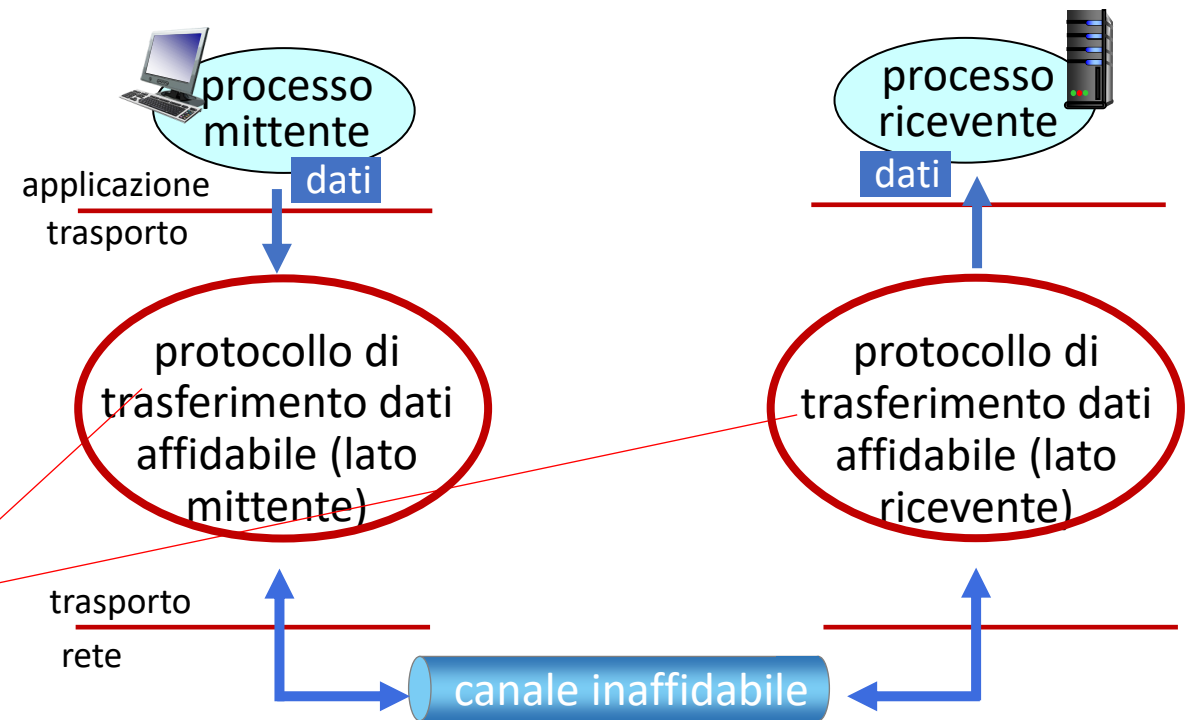 processo
mittente
dati
applicazione
trasporto
processo
ricevente
dati
protocollo di
trasferimento dati
affidabile (lato
mittente)
protocollo di
trasferimento dati
affidabile (lato
ricevente)
trasporto
rete
canale inaffidabile